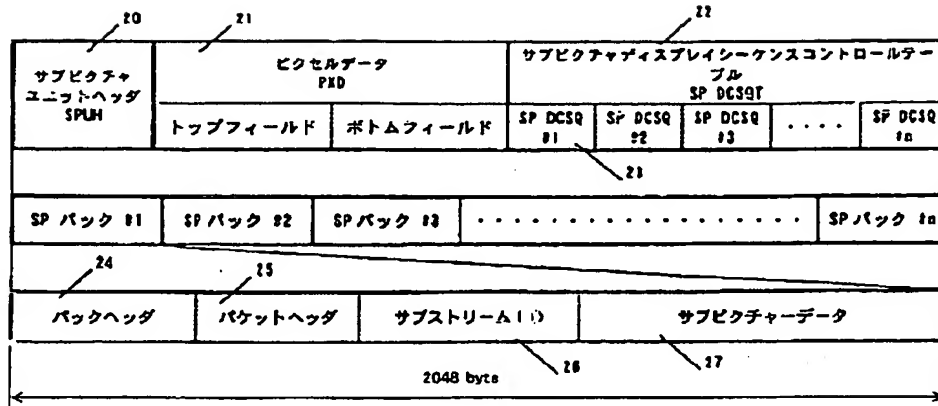 20
21
22
サブピクチャ
ユニットヘッダ
SPUH
ピクセルデータ
PXD
サブピクチャディスプレイシーケンスコントロールテー
ブル
SP DCSQT
トップフィールド
ボトムフィールド
SP DCSQ
#1
SP DCSQ
#2
SP DCSQ
#3
・・・・
SP DCSQ
#n
23
SP パック #1
SP パック #2
SP パック #3
・・・・・・・・・・・・・・・・・
SP パック #n
24
25
パックヘッダ
パケットヘッダ
サブストリーム
サブピクチャーデータ
26
27
2048 byte